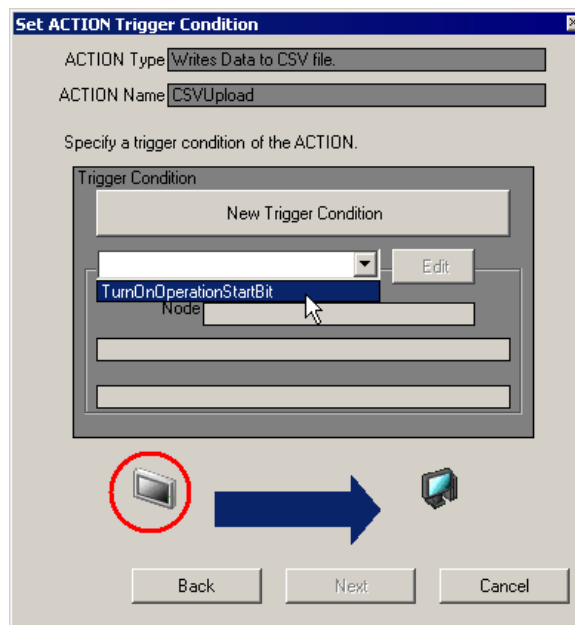 Set ACTION Trigger Condition
ACTION Type Writes Data to CSV file.
ACTION Name CSVUpload
Specify a trigger condition of the ACTION.
Trigger Condition
New Trigger Condition
Edit
TurnOnOperationStartBit
Node
Back Next Cancel